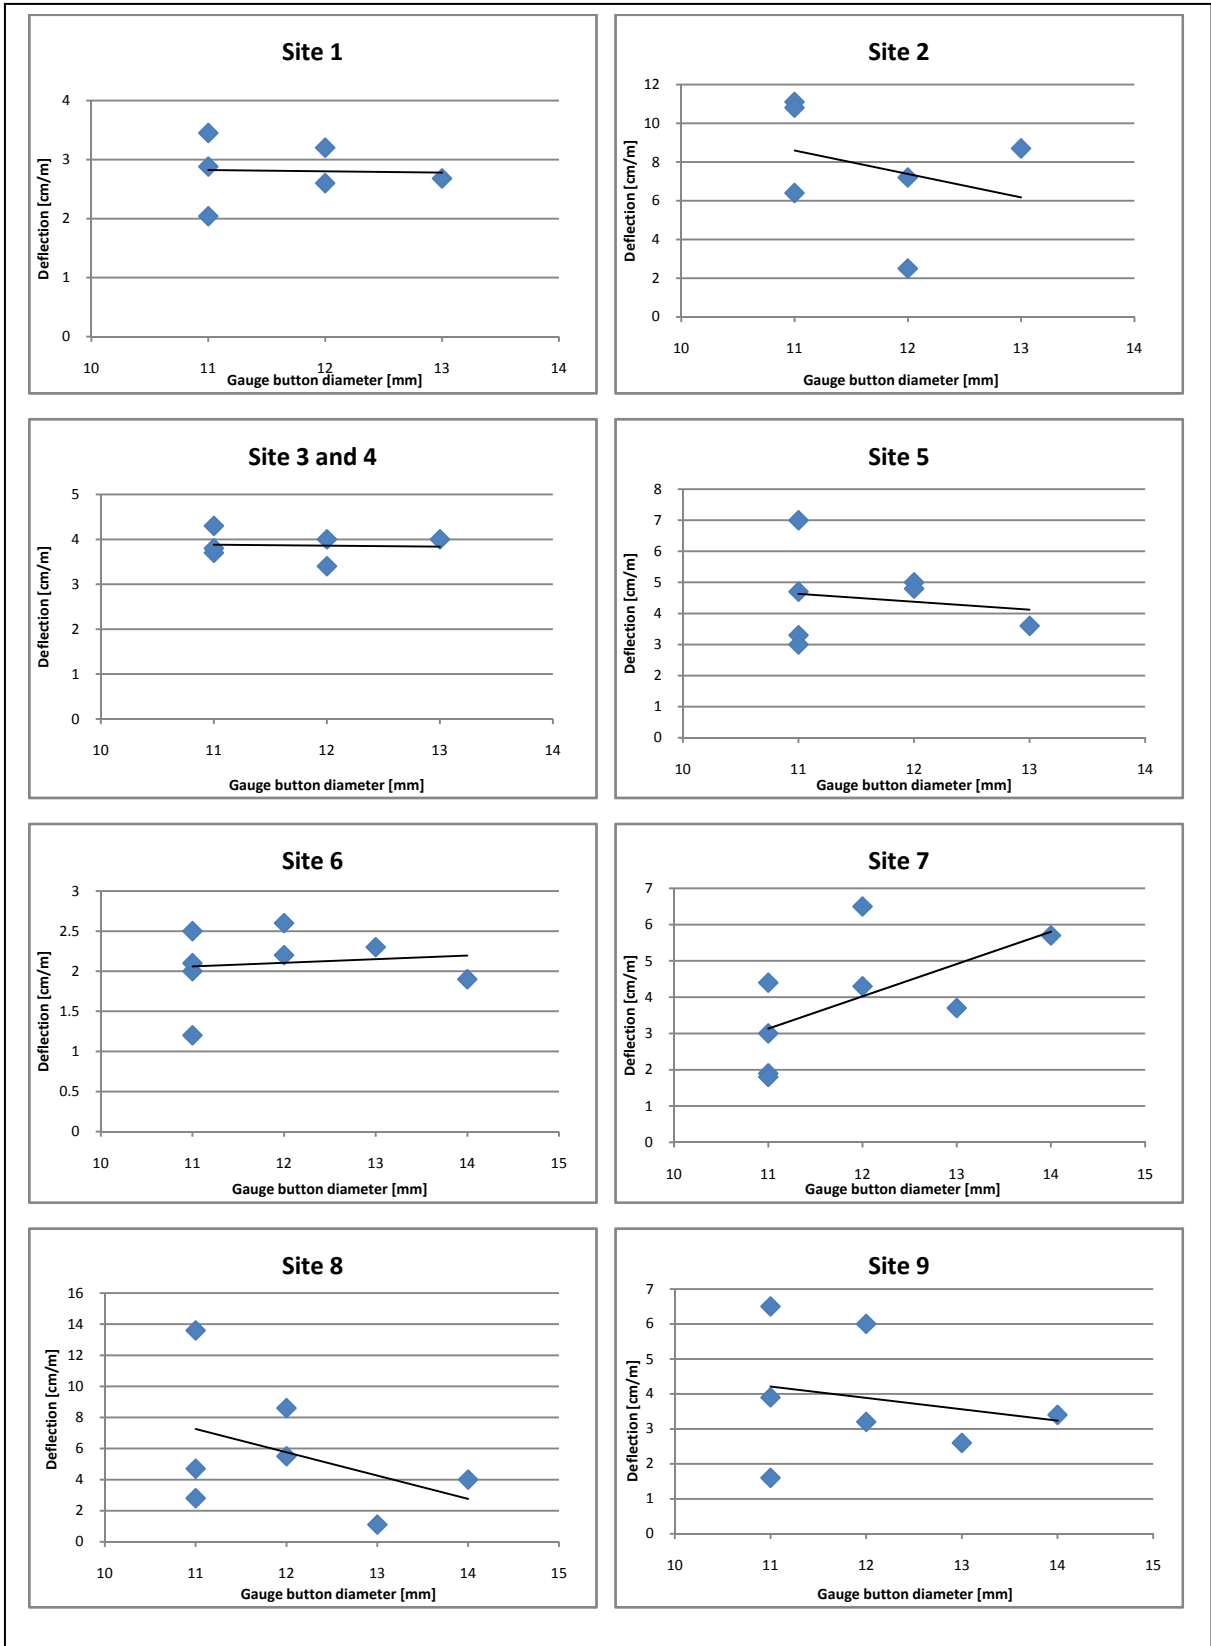 Site 1
4
3
2
1
0
10 11 12 13 14
Deflection [cm/m]
Gauge button diameter [mm]
Site 2
12
10
8
6
4
2
0
10 11 12 13 14
Deflection [cm/m]
Gauge button diameter [mm]
Site 3 and 4
5
4
3
2
1
0
10 11 12 13 14
Deflection [cm/m]
Gauge button diameter [mm]
Site 5
8
7
6
5
4
3
2
1
0
10 11 12 13 14
Deflection [cm/m]
Gauge button diameter [mm]
Site 6
3
2.5
2
1.5
1
0.5
0
10 11 12 13 14 15
Deflection [cm/m]
Gauge button diameter [mm]
Site 7
7
6
5
4
3
2
1
0
10 11 12 13 14 15
Deflection [cm/m]
Gauge button diameter [mm]
Site 8
16
14
12
10
8
6
4
2
0
10 11 12 13 14 15
Deflection [cm/m]
Gauge button diameter [mm]
Site 9
7
6
5
4
3
2
1
0
10 11 12 13 14 15
Deflection [cm/m]
Gauge button diameter [mm]